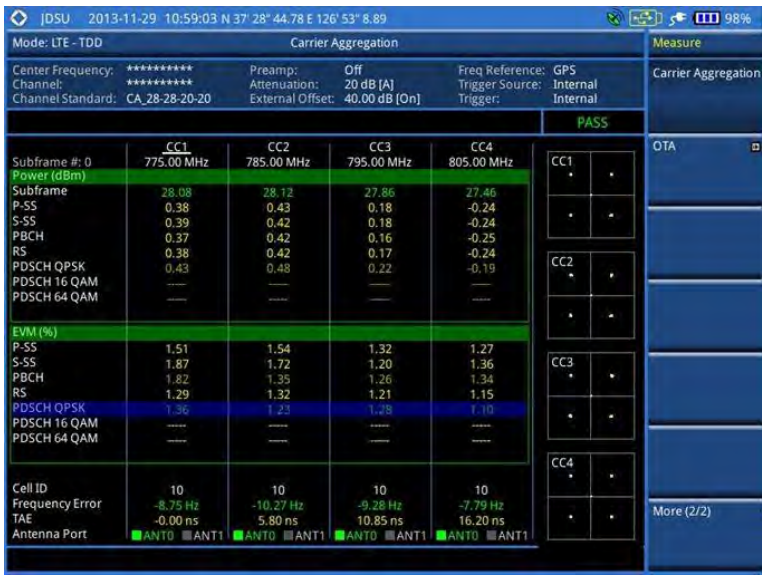 JDSU 2013-11-29 10:59:03 N 37' 28" 44.78 E 126' 53" 8.89 98%
Mode: LTE - TDD Carrier Aggregation Measure
Center Frequency: ********** Preamp: Off Freq Reference: GPS
Channel: ********** Attenuation: 20 dB [A] Trigger Source: Internal
Channel Standard: CA_28-28-20-20 External Offset: 40.00 dB [On] Trigger: Internal
Carrier Aggregation
PASS
OTA
CC1 CC2 CC3 CC4
Subframe #: 0 775.00 MHz 785.00 MHz 795.00 MHz 805.00 MHz
Power (dBm)
Subframe 28.08 28.12 27.86 27.46
P-SS 0.38 0.43 0.18 -0.24
S-SS 0.39 0.42 0.18 -0.24
PBCH 0.37 0.42 0.16 -0.25
RS 0.38 0.42 0.17 -0.24
PDSCH QPSK 0.43 0.48 0.22 -0.19
PDSCH 16 QAM ----- ----- ----- -----
PDSCH 64 QAM ----- ----- ----- -----
EVM (%)
P-SS 1.51 1.54 1.32 1.27
S-SS 1.87 1.72 1.20 1.36
PBCH 1.82 1.35 1.26 1.34
RS 1.29 1.32 1.21 1.15
PDSCH QPSK 1.36 1.23 1.28 1.10
PDSCH 16 QAM ----- ----- ----- -----
PDSCH 64 QAM ----- ----- ----- -----
Cell ID 10 10 10 10
Frequency Error -8.75 Hz -10.27 Hz -9.28 Hz -7.79 Hz
TAE -0.00 ns 5.80 ns 10.85 ns 16.20 ns
Antenna Port ANT0 ANT1 ANT0 ANT1 ANT0 ANT1 ANT0 ANT1
CC1
CC2
CC3
CC4
More (2/2)